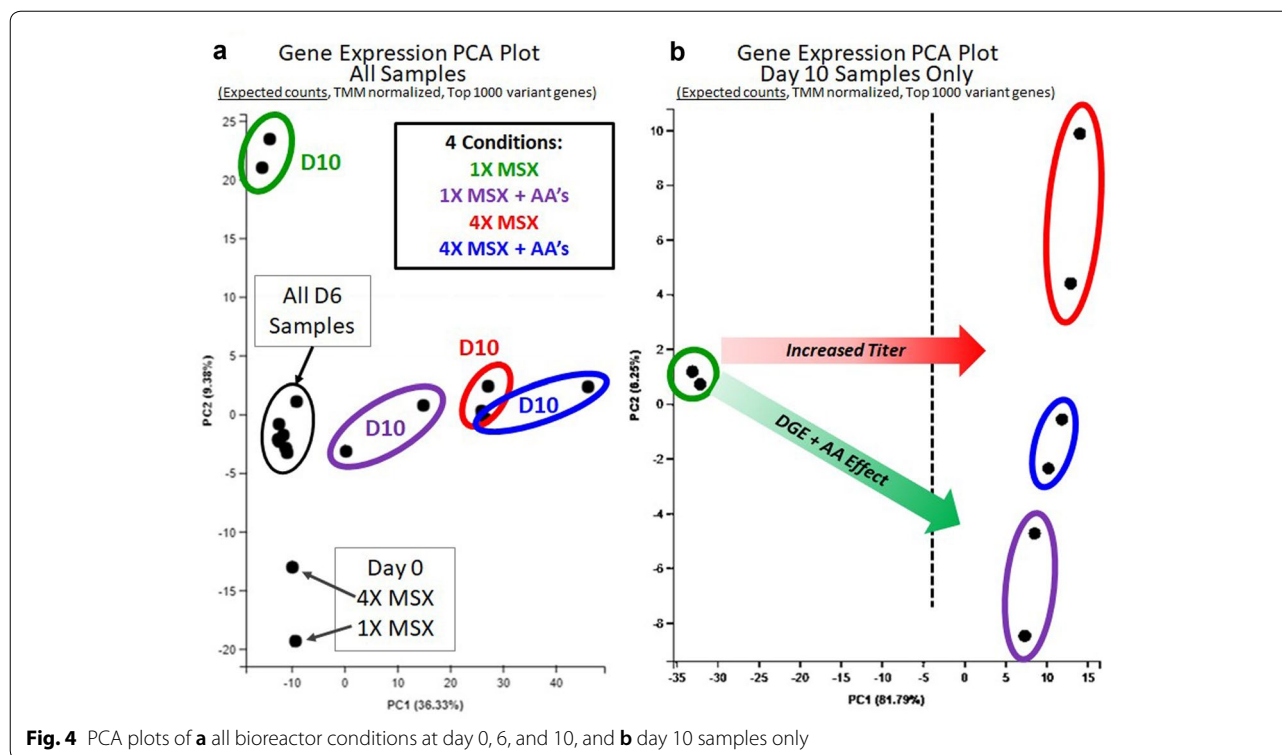 a
Gene Expression PCA Plot
All Samples
(Expected counts, TMM normalized, Top 1000 variant genes)
25
20
15
10
5
0
-5
-10
-15
-20
PC2 (9.38%)
D10
4 Conditions:
1X MSX
1X MSX + AA's
4X MSX
4X MSX + AA's
All D6
Samples
D10
D10
D10
Day 0
4X MSX
1X MSX
-10 0 10 20 30 40
PC1 (36.33%)
b
Gene Expression PCA Plot
Day 10 Samples Only
(Expected counts, TMM normalized, Top 1000 variant genes)
10
8
6
4
2
0
-2
-4
-6
-8
PC2 (6.25%)
Increased Titer
DGE + AA Effect
-35 -30 -25 -20 -15 -10 -5 0 5 10 15
PC1 (81.79%)
Fig. 4 PCA plots of a all bioreactor conditions at day 0, 6, and 10, and b day 10 samples only